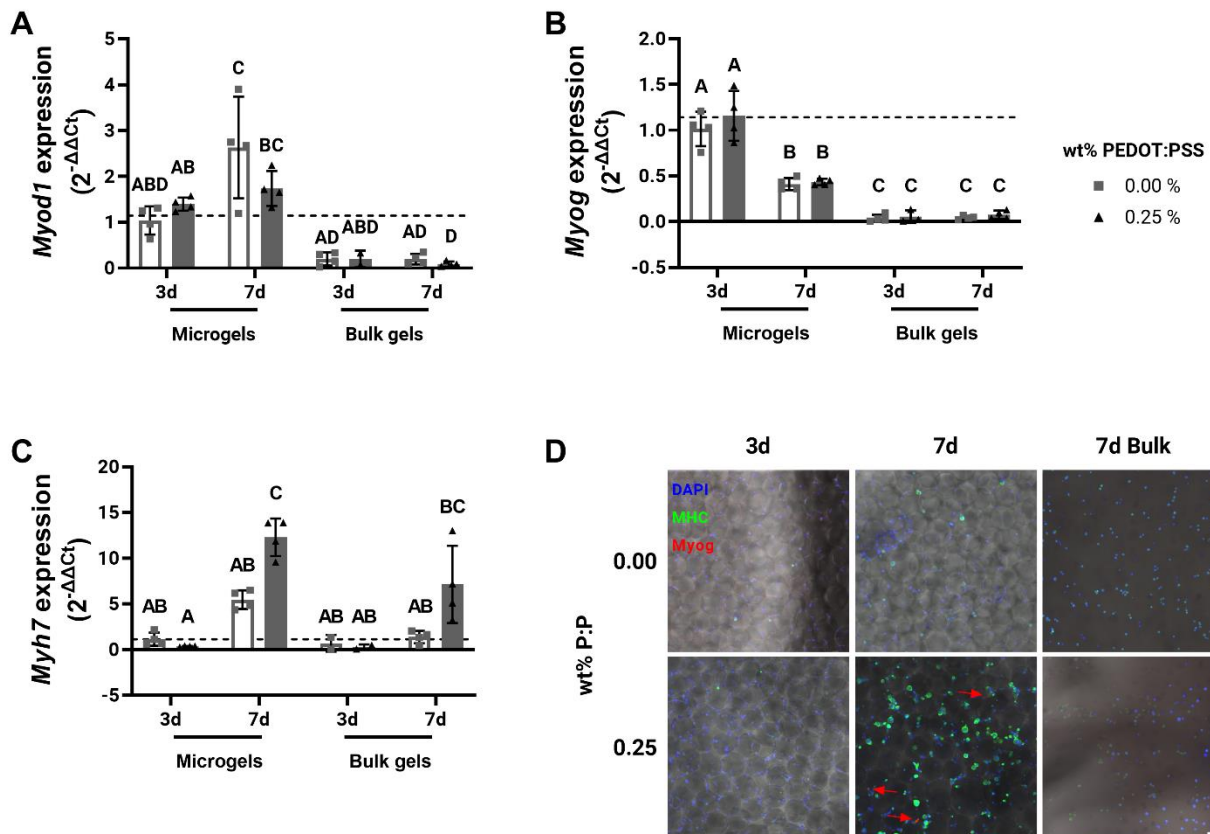 A
Myod1 expression
(2^-ΔΔCt)
5
4
3
2
1
0
ABD
AB
C
BC
AD
ABD
AD
D
3d
7d
3d
7d
Microgels
Bulk gels
B
Myog expression
(2^-ΔΔCt)
2.0
1.5
1.0
0.5
0.0
-0.5
A
A
B
B
C
C
C
C
3d
7d
3d
7d
Microgels
Bulk gels
wt% PEDOT:PSS
0.00 %
0.25 %
C
Myh7 expression
(2^-ΔΔCt)
20
15
10
5
0
-5
AB
A
AB
C
AB
AB
AB
BC
3d
7d
3d
7d
Microgels
Bulk gels
D
3d
7d
7d Bulk
DAPI
MHC
Myog
wt% P:P
0.00
0.25